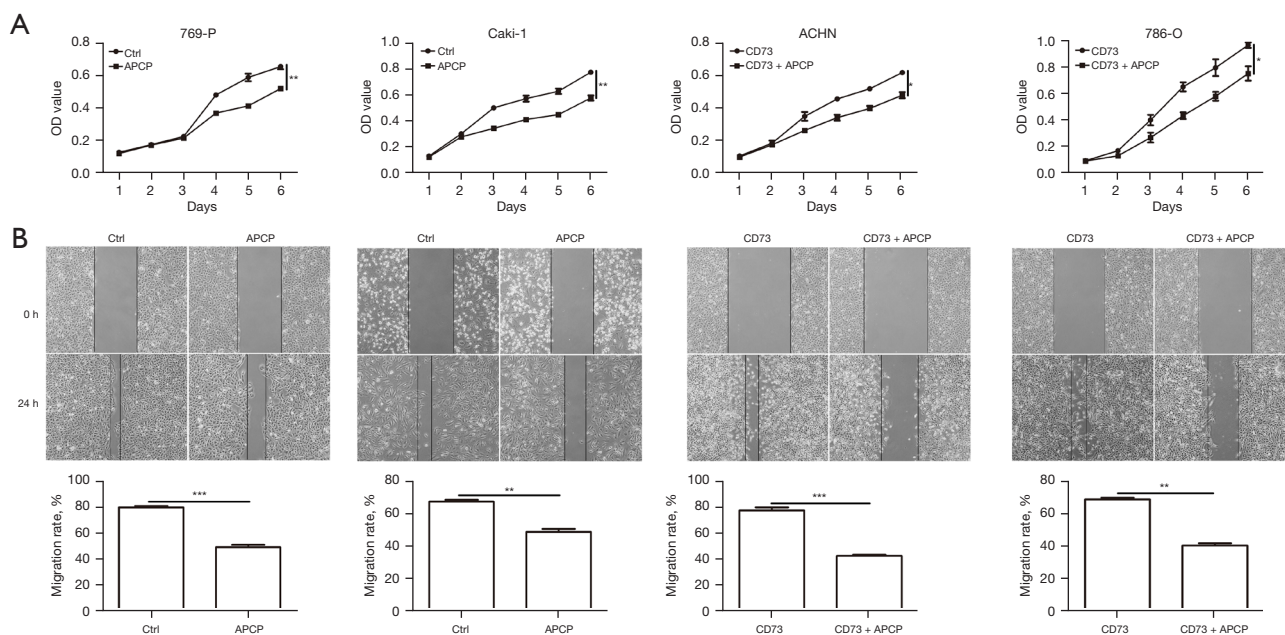 A
769-P
Caki-1
ACHN
786-O
0.8
0.6
0.4
0.2
0.0
OD value
Ctrl
APCP
**
1 2 3 4 5 6
Days
1.0
0.8
0.6
0.4
0.2
0.0
OD value
Ctrl
APCP
**
1 2 3 4 5 6
Days
0.8
0.6
0.4
0.2
0.0
OD value
CD73
CD73 + APCP
*
1 2 3 4 5 6
Days
1.0
0.8
0.6
0.4
0.2
0.0
OD value
CD73
CD73 + APCP
*
1 2 3 4 5 6
Days
B
Ctrl APCP
Ctrl APCP
CD73 CD73 + APCP
CD73 CD73 + APCP
0 h
24 h
100
80
60
40
20
0
Migration rate, %
***
Ctrl APCP
80
60
40
20
0
Migration rate, %
**
Ctrl APCP
100
80
60
40
20
0
Migration rate, %
***
CD73 CD73 + APCP
80
60
40
20
0
Migration rate, %
**
CD73 CD73 + APCP